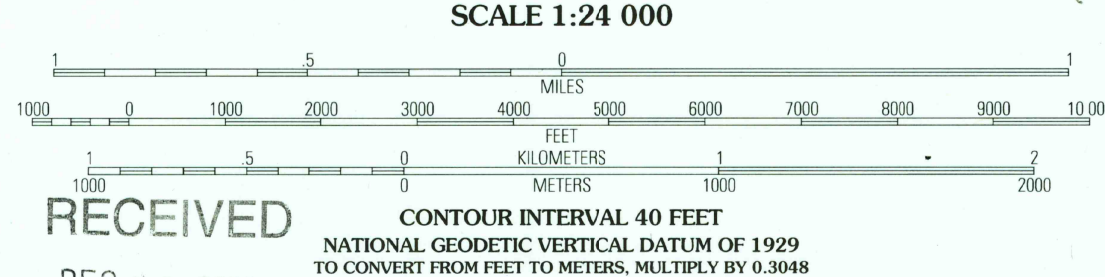 SCALE 1:24 000
1 .5 0 1
MILES
1000 0 1000 2000 3000 4000 5000 6000 7000 8000 9000 10 00
FEET
1 .5 0 KILOMETERS 1 2
1000 0 METERS 1000 2000
RECEIVED
CONTOUR INTERVAL 40 FEET
NATIONAL GEODETIC VERTICAL DATUM OF 1929
TO CONVERT FROM FEET TO METERS, MULTIPLY BY 0.3048